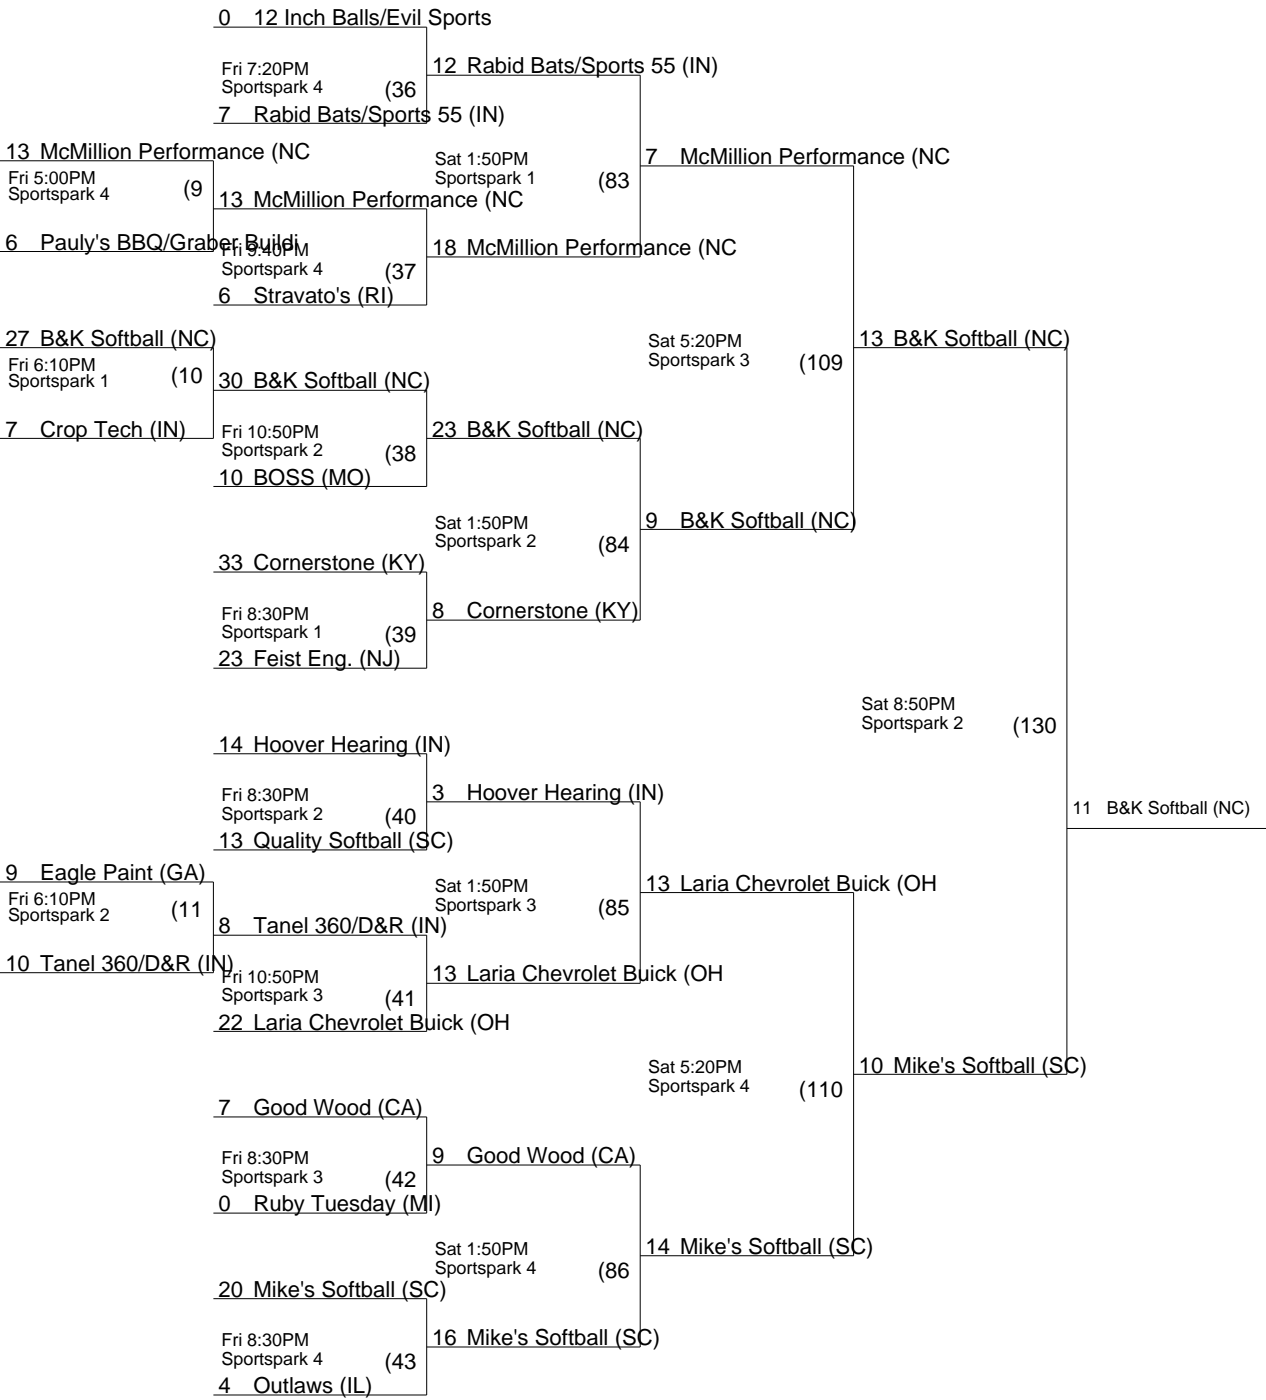 0 12 Inch Balls/Evil Sports
Fri 7:20PM
Sportspark 4 (36
12 Rabid Bats/Sports 55 (IN)
7 Rabid Bats/Sports 55 (IN)
13 McMillion Performance (NC
Fri 5:00PM
Sportspark 4 (9
Sat 1:50PM
Sportspark 1 (83
7 McMillion Performance (NC
13 McMillion Performance (NC
6 Pauly's BBQ/Graber Buildi
Fri 9:40PM
Sportspark 4 (37
18 McMillion Performance (NC
6 Stravato's (RI)
27 B&K Softball (NC)
Fri 6:10PM
Sportspark 1 (10
Sat 5:20PM
Sportspark 3 (109
13 B&K Softball (NC)
30 B&K Softball (NC)
7 Crop Tech (IN)
Fri 10:50PM
Sportspark 2 (38
23 B&K Softball (NC)
10 BOSS (MO)
Sat 1:50PM
Sportspark 2 (84
9 B&K Softball (NC)
33 Cornerstone (KY)
Fri 8:30PM
Sportspark 1 (39
8 Cornerstone (KY)
23 Feist Eng. (NJ)
Sat 8:50PM
Sportspark 2 (130
14 Hoover Hearing (IN)
Fri 8:30PM
Sportspark 2 (40
3 Hoover Hearing (IN)
11 B&K Softball (NC)
13 Quality Softball (SC)
9 Eagle Paint (GA)
Fri 6:10PM
Sportspark 2 (11
Sat 1:50PM
Sportspark 3 (85
13 Laria Chevrolet Buick (OH
8 Tanel 360/D&R (IN)
10 Tanel 360/D&R (IN)
Fri 10:50PM
Sportspark 3 (41
13 Laria Chevrolet Buick (OH
22 Laria Chevrolet Buick (OH
Sat 5:20PM
Sportspark 4 (110
10 Mike's Softball (SC)
7 Good Wood (CA)
Fri 8:30PM
Sportspark 3 (42
9 Good Wood (CA)
0 Ruby Tuesday (MI)
Sat 1:50PM
Sportspark 4 (86
14 Mike's Softball (SC)
20 Mike's Softball (SC)
Fri 8:30PM
Sportspark 4 (43
16 Mike's Softball (SC)
4 Outlaws (IL)